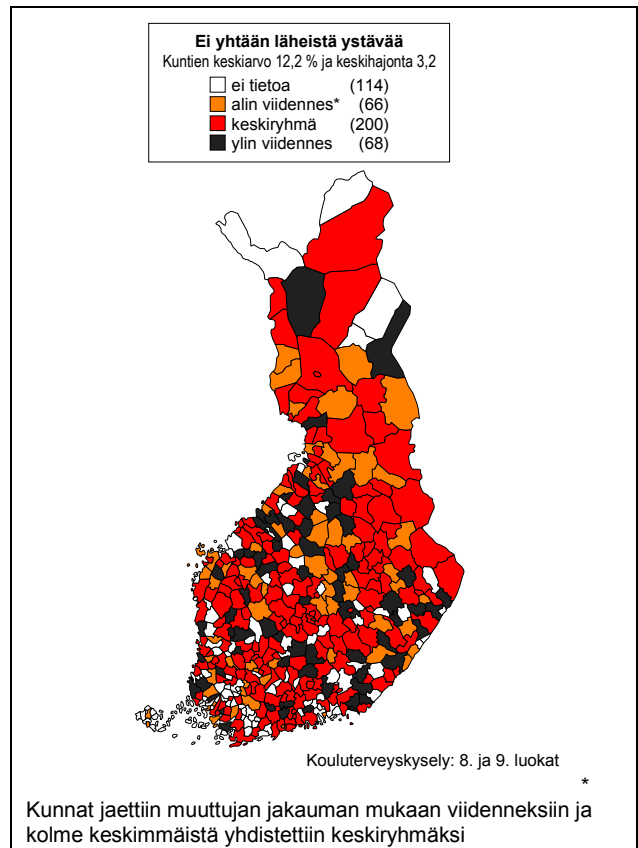 Ei yhtään läheistä ystävää
Kuntien keskiarvo 12,2 % ja keskihajonta 3,2
ei tietoa (114)
alin viidennes* (66)
keskiryhmä (200)
ylin viidennes (68)
Kouluterveyskysely: 8. ja 9. luokat
*
Kunnat jaettiin muuttujan jakauman mukaan viidenneksiin ja
kolme keskimmäistä yhdistettiin keskiryhmäksi